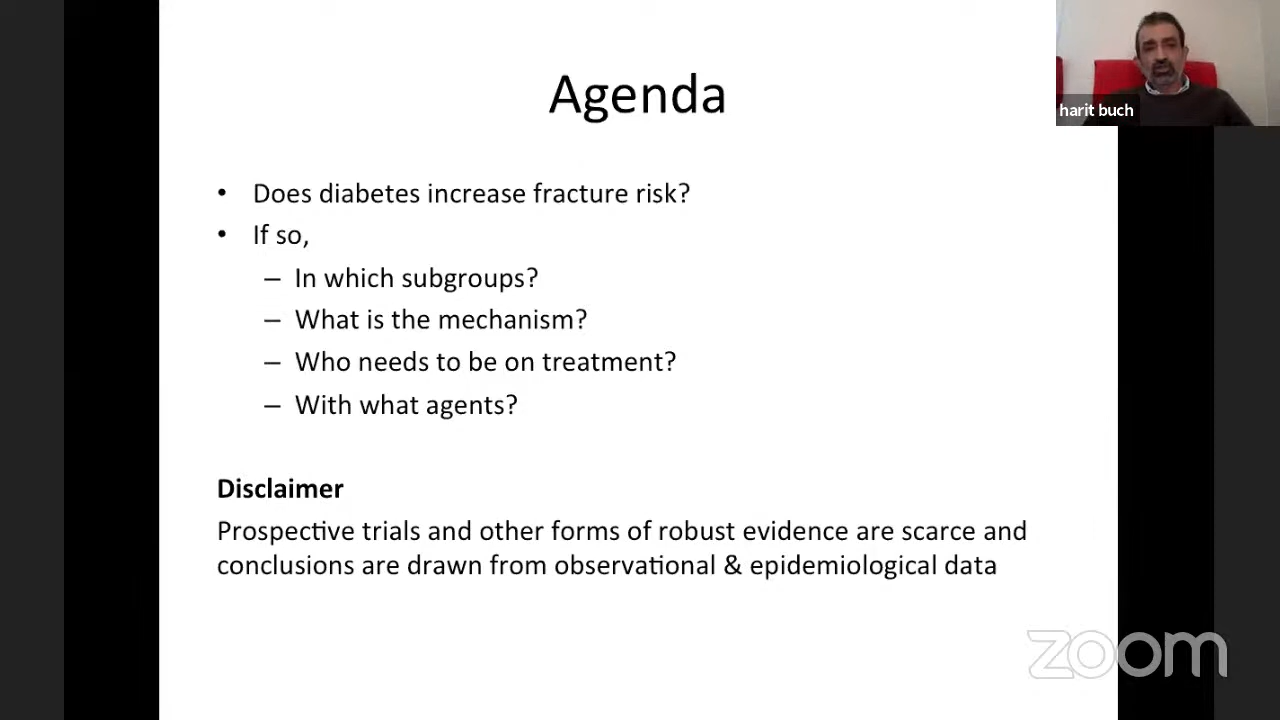 Agenda
harit buch
• Does diabetes increase fracture risk?
• If so,
– In which subgroups?
– What is the mechanism?
– Who needs to be on treatment?
– With what agents?
Disclaimer
Prospective trials and other forms of robust evidence are scarce and
conclusions are drawn from observational & epidemiological data
zoom